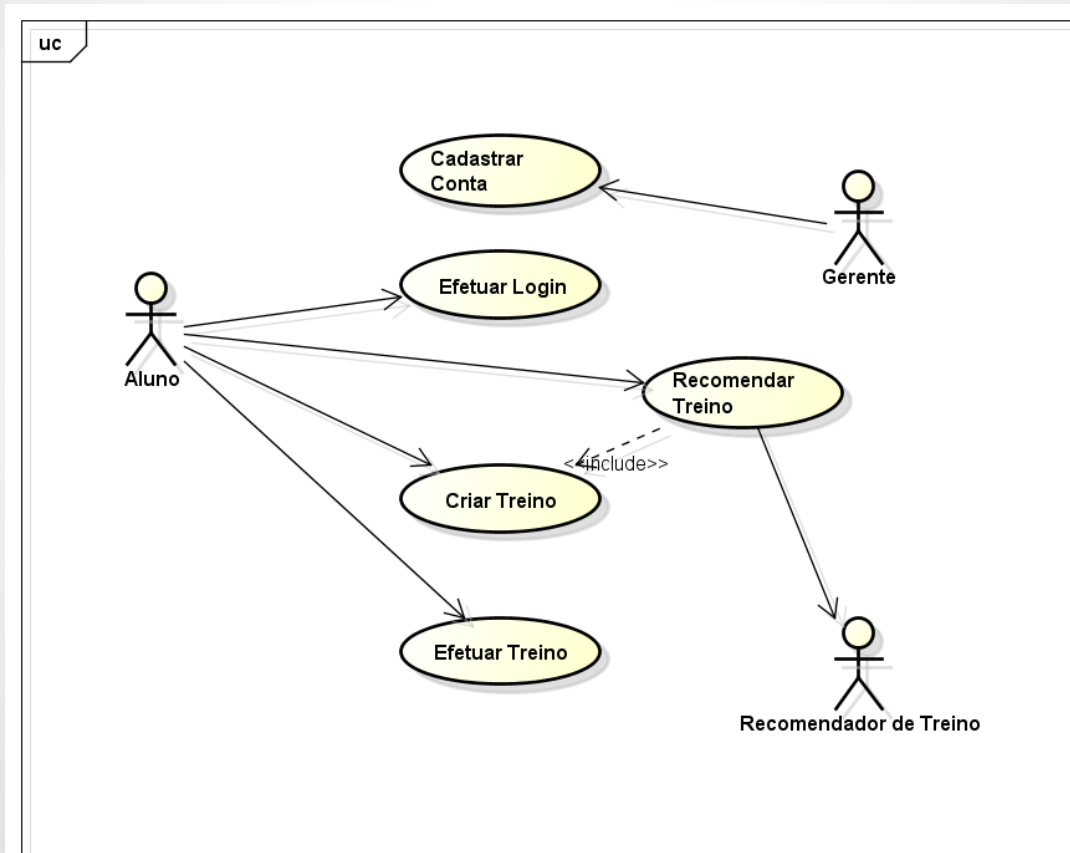 uc
Cadastrar
Conta
Gerente
Efetuar Login
Aluno
Recomendar
Treino
<<include>>
Criar Treino
Efetuar Treino
Recomendador de Treino